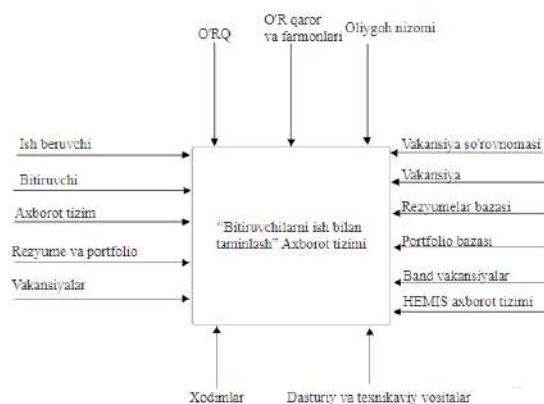 O'RQ
O'R qaror
va farmonları
Oliygoh nizomi
Ish beruvchi
Bitiruvchi
Axborot tizim
Rezyume va portfolio
Vakansiyalar
“Bitiruvchilarni ish bilan
taminlash” Axborot tizimi
Vakansiya so'rovnomasi
Vakansiya
Rezyumelar bazasi
Portfolio bazasi
Band vakansiyalar
HEMIS axborot tizimi
Xodimlar
Dasturiy va texnikaviy vositalar